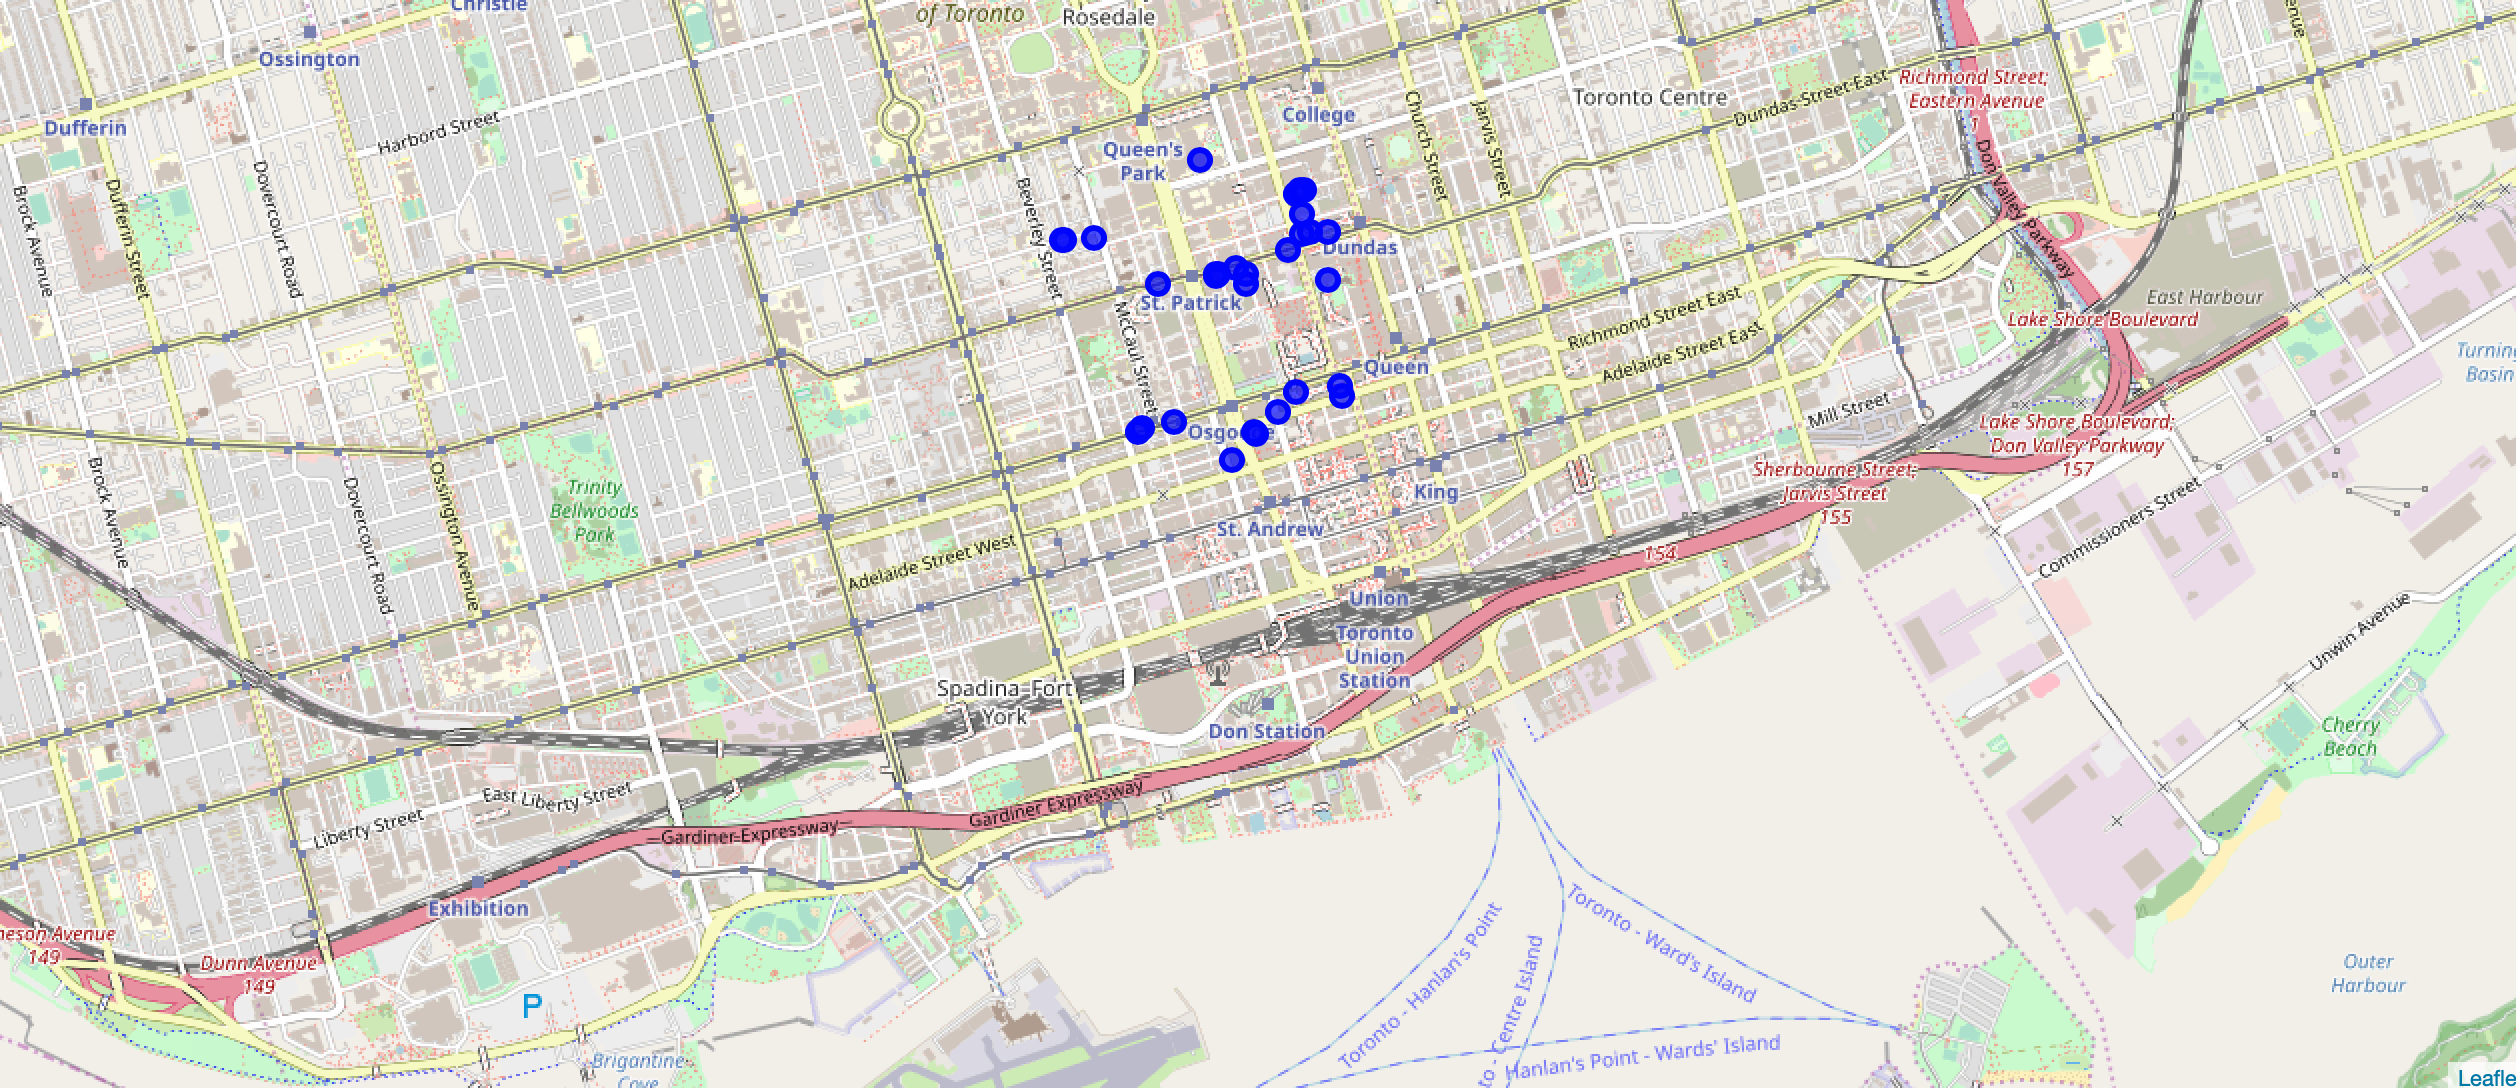 Christie
of Toronto
Rosedale
Ossington
Dufferin
Harbord Street
College
Queen's
Park
Church Street
Jarvis Street
Toronto Centre
Dundas Street East
Richmond Street;
Eastern Avenue
1
Don Valley Parkway
Brock Avenue
Dufferin Street
Dovercourt Road
Beverley Street
McCaul Street
Dundas
St. Patrick
Richmond Street East
Adelaide Street East
East Harbour
Lake Shore Boulevard
Turning
Basin
Queen
Mill Street
Lake Shore Boulevard;
Don Valley Parkway
157
Sherbourne Street;
Jarvis Street
155
Brock Avenue
Dovercourt Road
Ossington Avenue
Trinity
Bellwoods
Park
King
St. Andrew
Adelaide Street West
154
Commissioners Street
Unwin Avenue
Union
Toronto
Union
Station
Spadina–Fort
York
Don Station
Cherry
Beach
East Liberty Street
Liberty Street
Gardiner Expressway
Gardiner Expressway
Exhibition
149
Dunn Avenue
149
P
Toronto - Hanlan's Point
Toronto - Ward's Island
Centre Island
Hanlan's Point - Wards' Island
Outer
Harbour
Brigantine
Cove